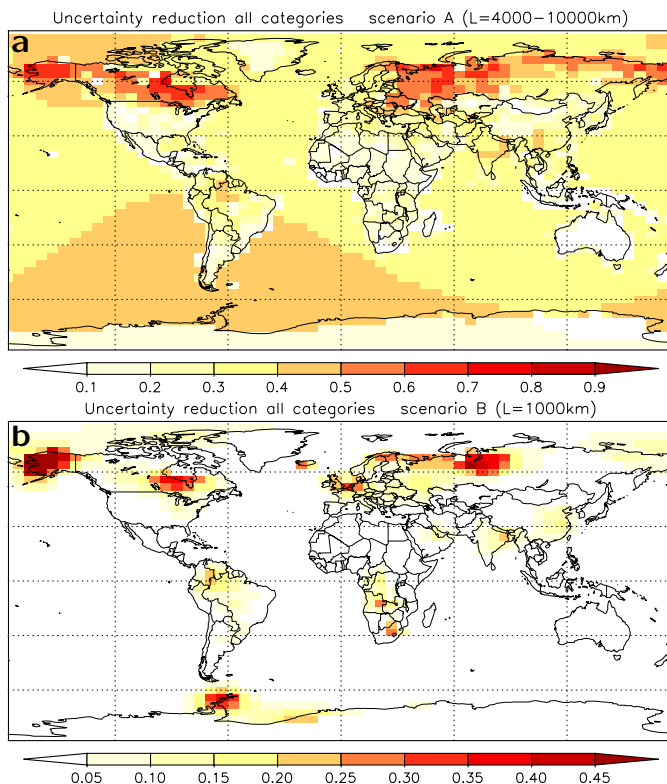 Uncertainty reduction all categories scenario A (L=4000−10000km)
a
0.1 0.2 0.3 0.4 0.5 0.6 0.7 0.8 0.9
Uncertainty reduction all categories scenario B (L=1000km)
b
0.05 0.10 0.15 0.20 0.25 0.30 0.35 0.40 0.45